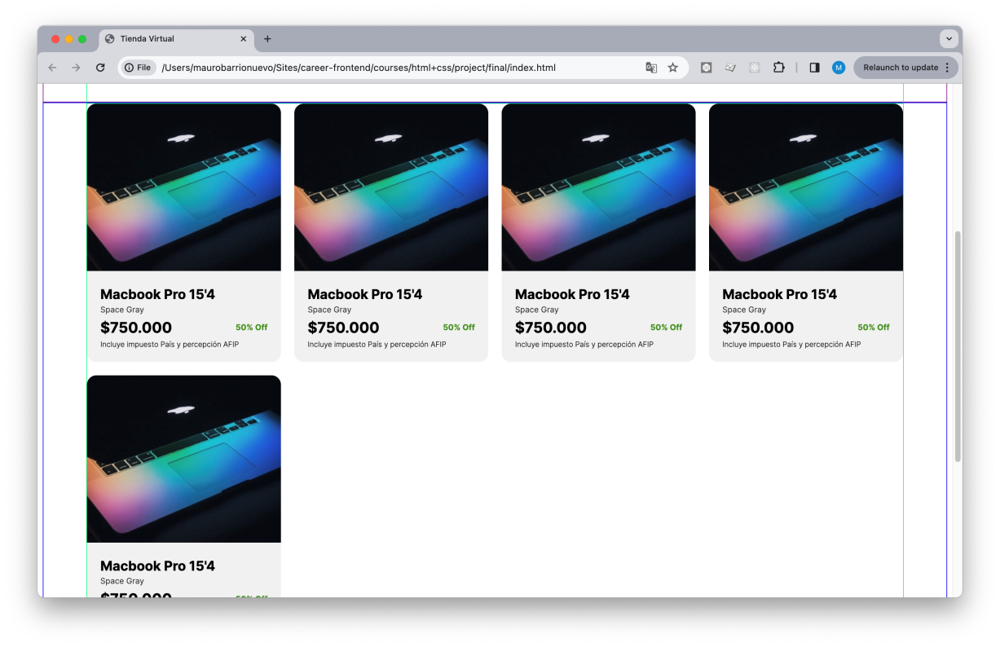 Tienda Virtual
File
/Users/maurobarrionuevo/Sites/career-frontend/courses/html+css/project/final/index.html
M
Relaunch to update
Macbook Pro 15'4
Space Gray
$750.000
50% Off
Incluye impuesto País y percepción AFIP
Macbook Pro 15'4
Space Gray
$750.000
50% Off
Incluye impuesto País y percepción AFIP
Macbook Pro 15'4
Space Gray
$750.000
50% Off
Incluye impuesto País y percepción AFIP
Macbook Pro 15'4
Space Gray
$750.000
50% Off
Incluye impuesto País y percepción AFIP
Macbook Pro 15'4
Space Gray
$750.000
50% Off